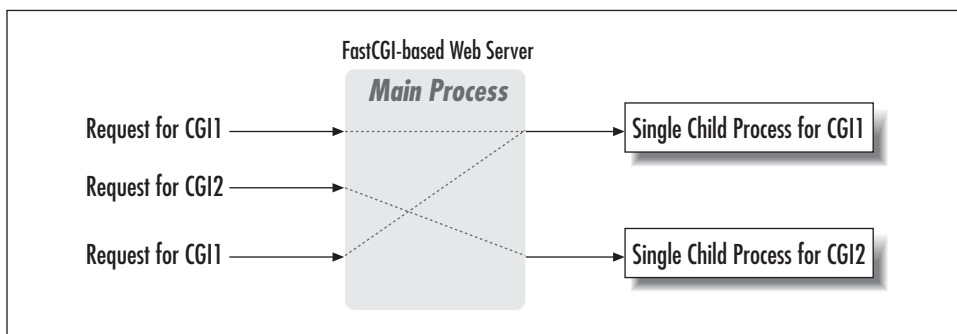 FastCGI-based Web Server
Main Process
Request for CGI1
Single Child Process for CGI1
Request for CGI2
Request for CGI1
Single Child Process for CGI2